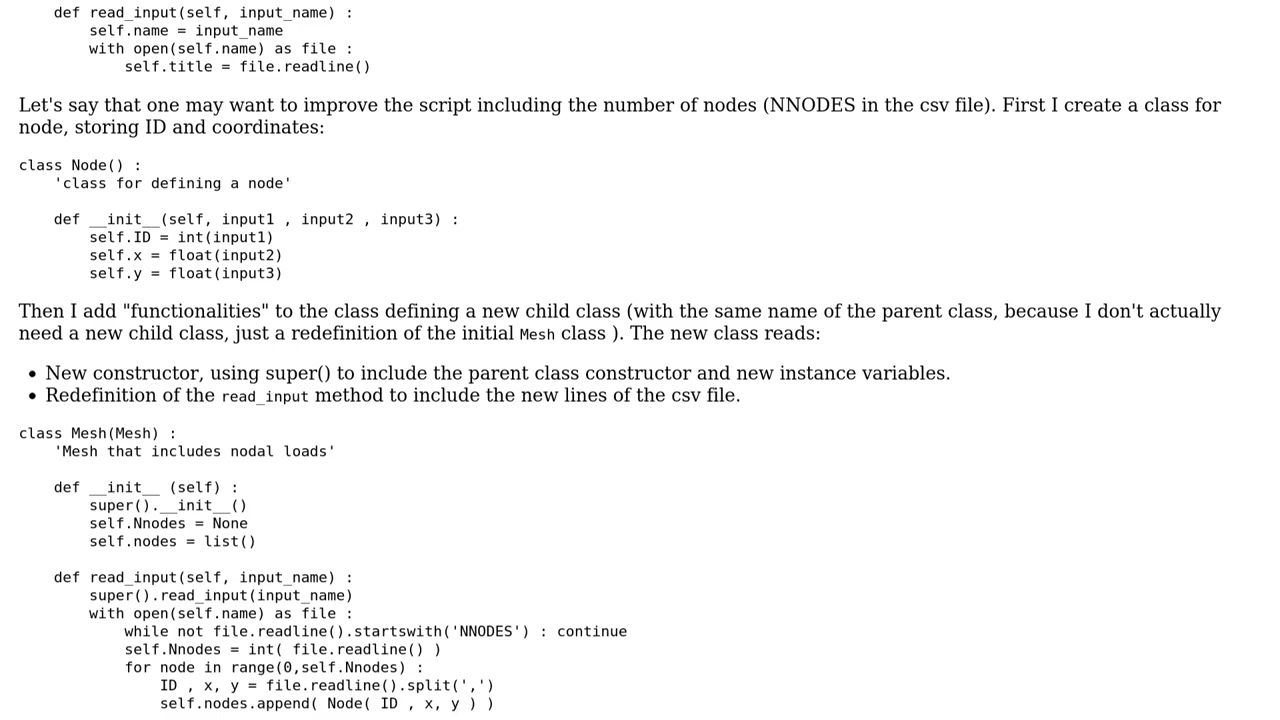 def read_input(self, input_name) :
        self.name = input_name
        with open(self.name) as file :
            self.title = file.readline()
Let's say that one may want to improve the script including the number of nodes (NNODES in the csv file). First I create a class for
node, storing ID and coordinates:
class Node() :
    'class for defining a node'
    def __init__(self, input1 , input2 , input3) :
        self.ID = int(input1)
        self.x = float(input2)
        self.y = float(input3)
Then I add "functionalities" to the class defining a new child class (with the same name of the parent class, because I don't actually
need a new child class, just a redefinition of the initial Mesh class ). The new class reads:
• New constructor, using super() to include the parent class constructor and new instance variables.
• Redefinition of the read_input method to include the new lines of the csv file.
class Mesh(Mesh) :
    'Mesh that includes nodal loads'
    def __init__ (self) :
        super().__init__()
        self.Nnodes = None
        self.nodes = list()
    def read_input(self, input_name) :
        super().read_input(input_name)
        with open(self.name) as file :
            while not file.readline().startswith('NNODES') : continue
            self.Nnodes = int( file.readline() )
            for node in range(0,self.Nnodes) :
                ID , x, y = file.readline().split(',')
                self.nodes.append( Node( ID , x, y ) )